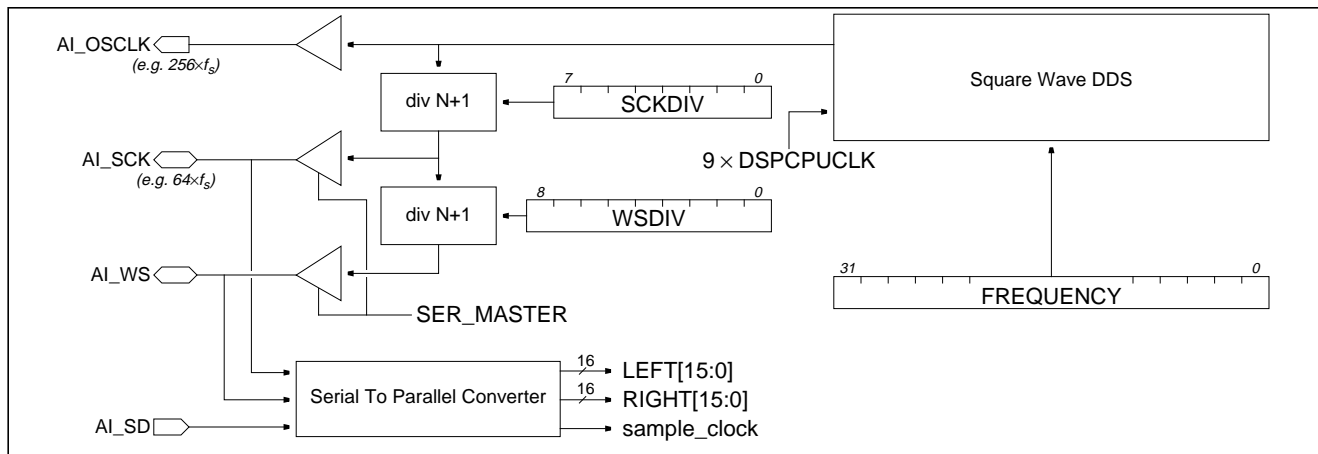 AI_OSCLK
(e.g. 256×fs)
div N+1
7 0
SCKDIV
Square Wave DDS
9 × DSPCPUCLK
AI_SCK
(e.g. 64×fs)
div N+1
8 0
WSDIV
AI_WS
SER_MASTER
31 0
FREQUENCY
Serial To Parallel Converter
16
LEFT[15:0]
16
RIGHT[15:0]
sample_clock
AI_SD